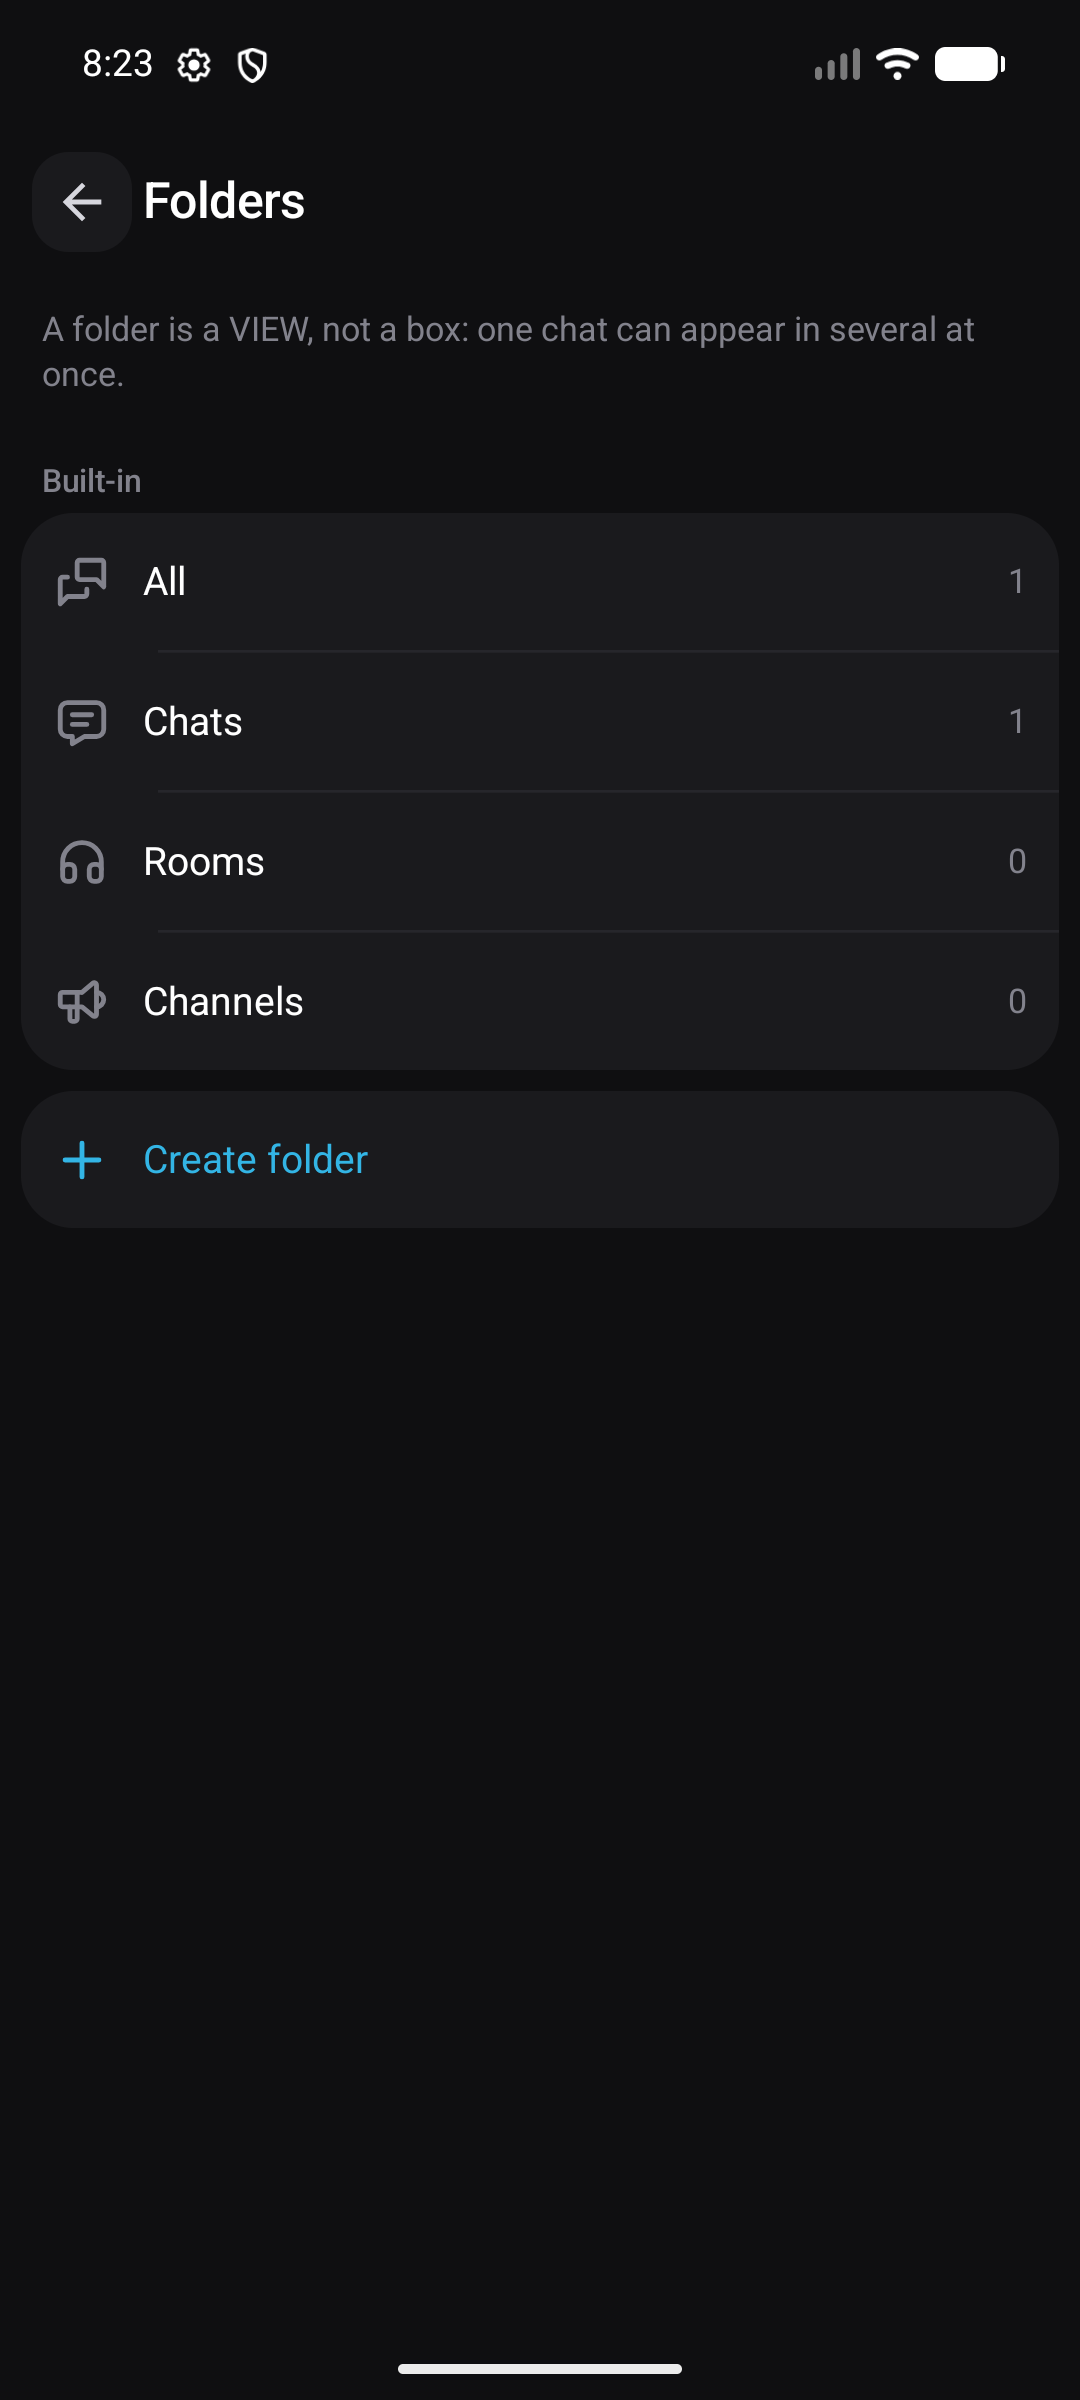 8:23
Folders
A folder is a VIEW, not a box: one chat can appear in several at
once.
Built-in
All 1
Chats 1
Rooms 0
Channels 0
Create folder